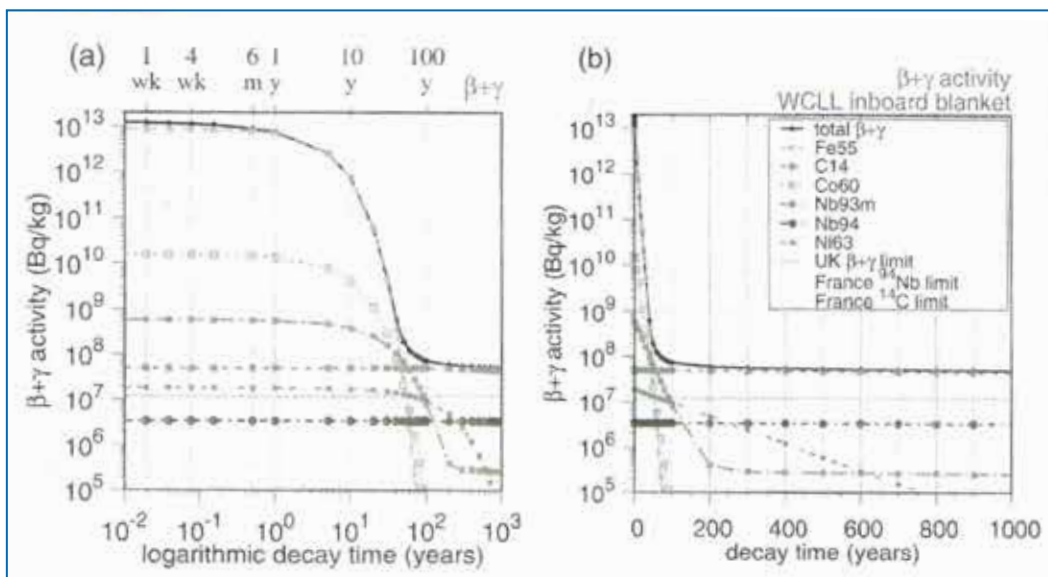 (a)
1 4 6 1 10 100
wk wk m y y y β+γ
10^13
10^12
10^11
10^10
10^9
10^8
10^7
10^6
10^5
β+γ activity (Bq/kg)
10^-2 10^-1 10^0 10^1 10^2 10^3
logarithmic decay time (years)
(b)
β+γ activity
WCLL inboard blanket
total β+γ
Fe55
C14
Co60
Nb93m
Nb94
Ni63
UK β+γ limit
France ^94Nb limit
France ^14C limit
10^13
10^12
10^11
10^10
10^9
10^8
10^7
10^6
10^5
β+γ activity (Bq/kg)
0 200 400 600 800 1000
decay time (years)